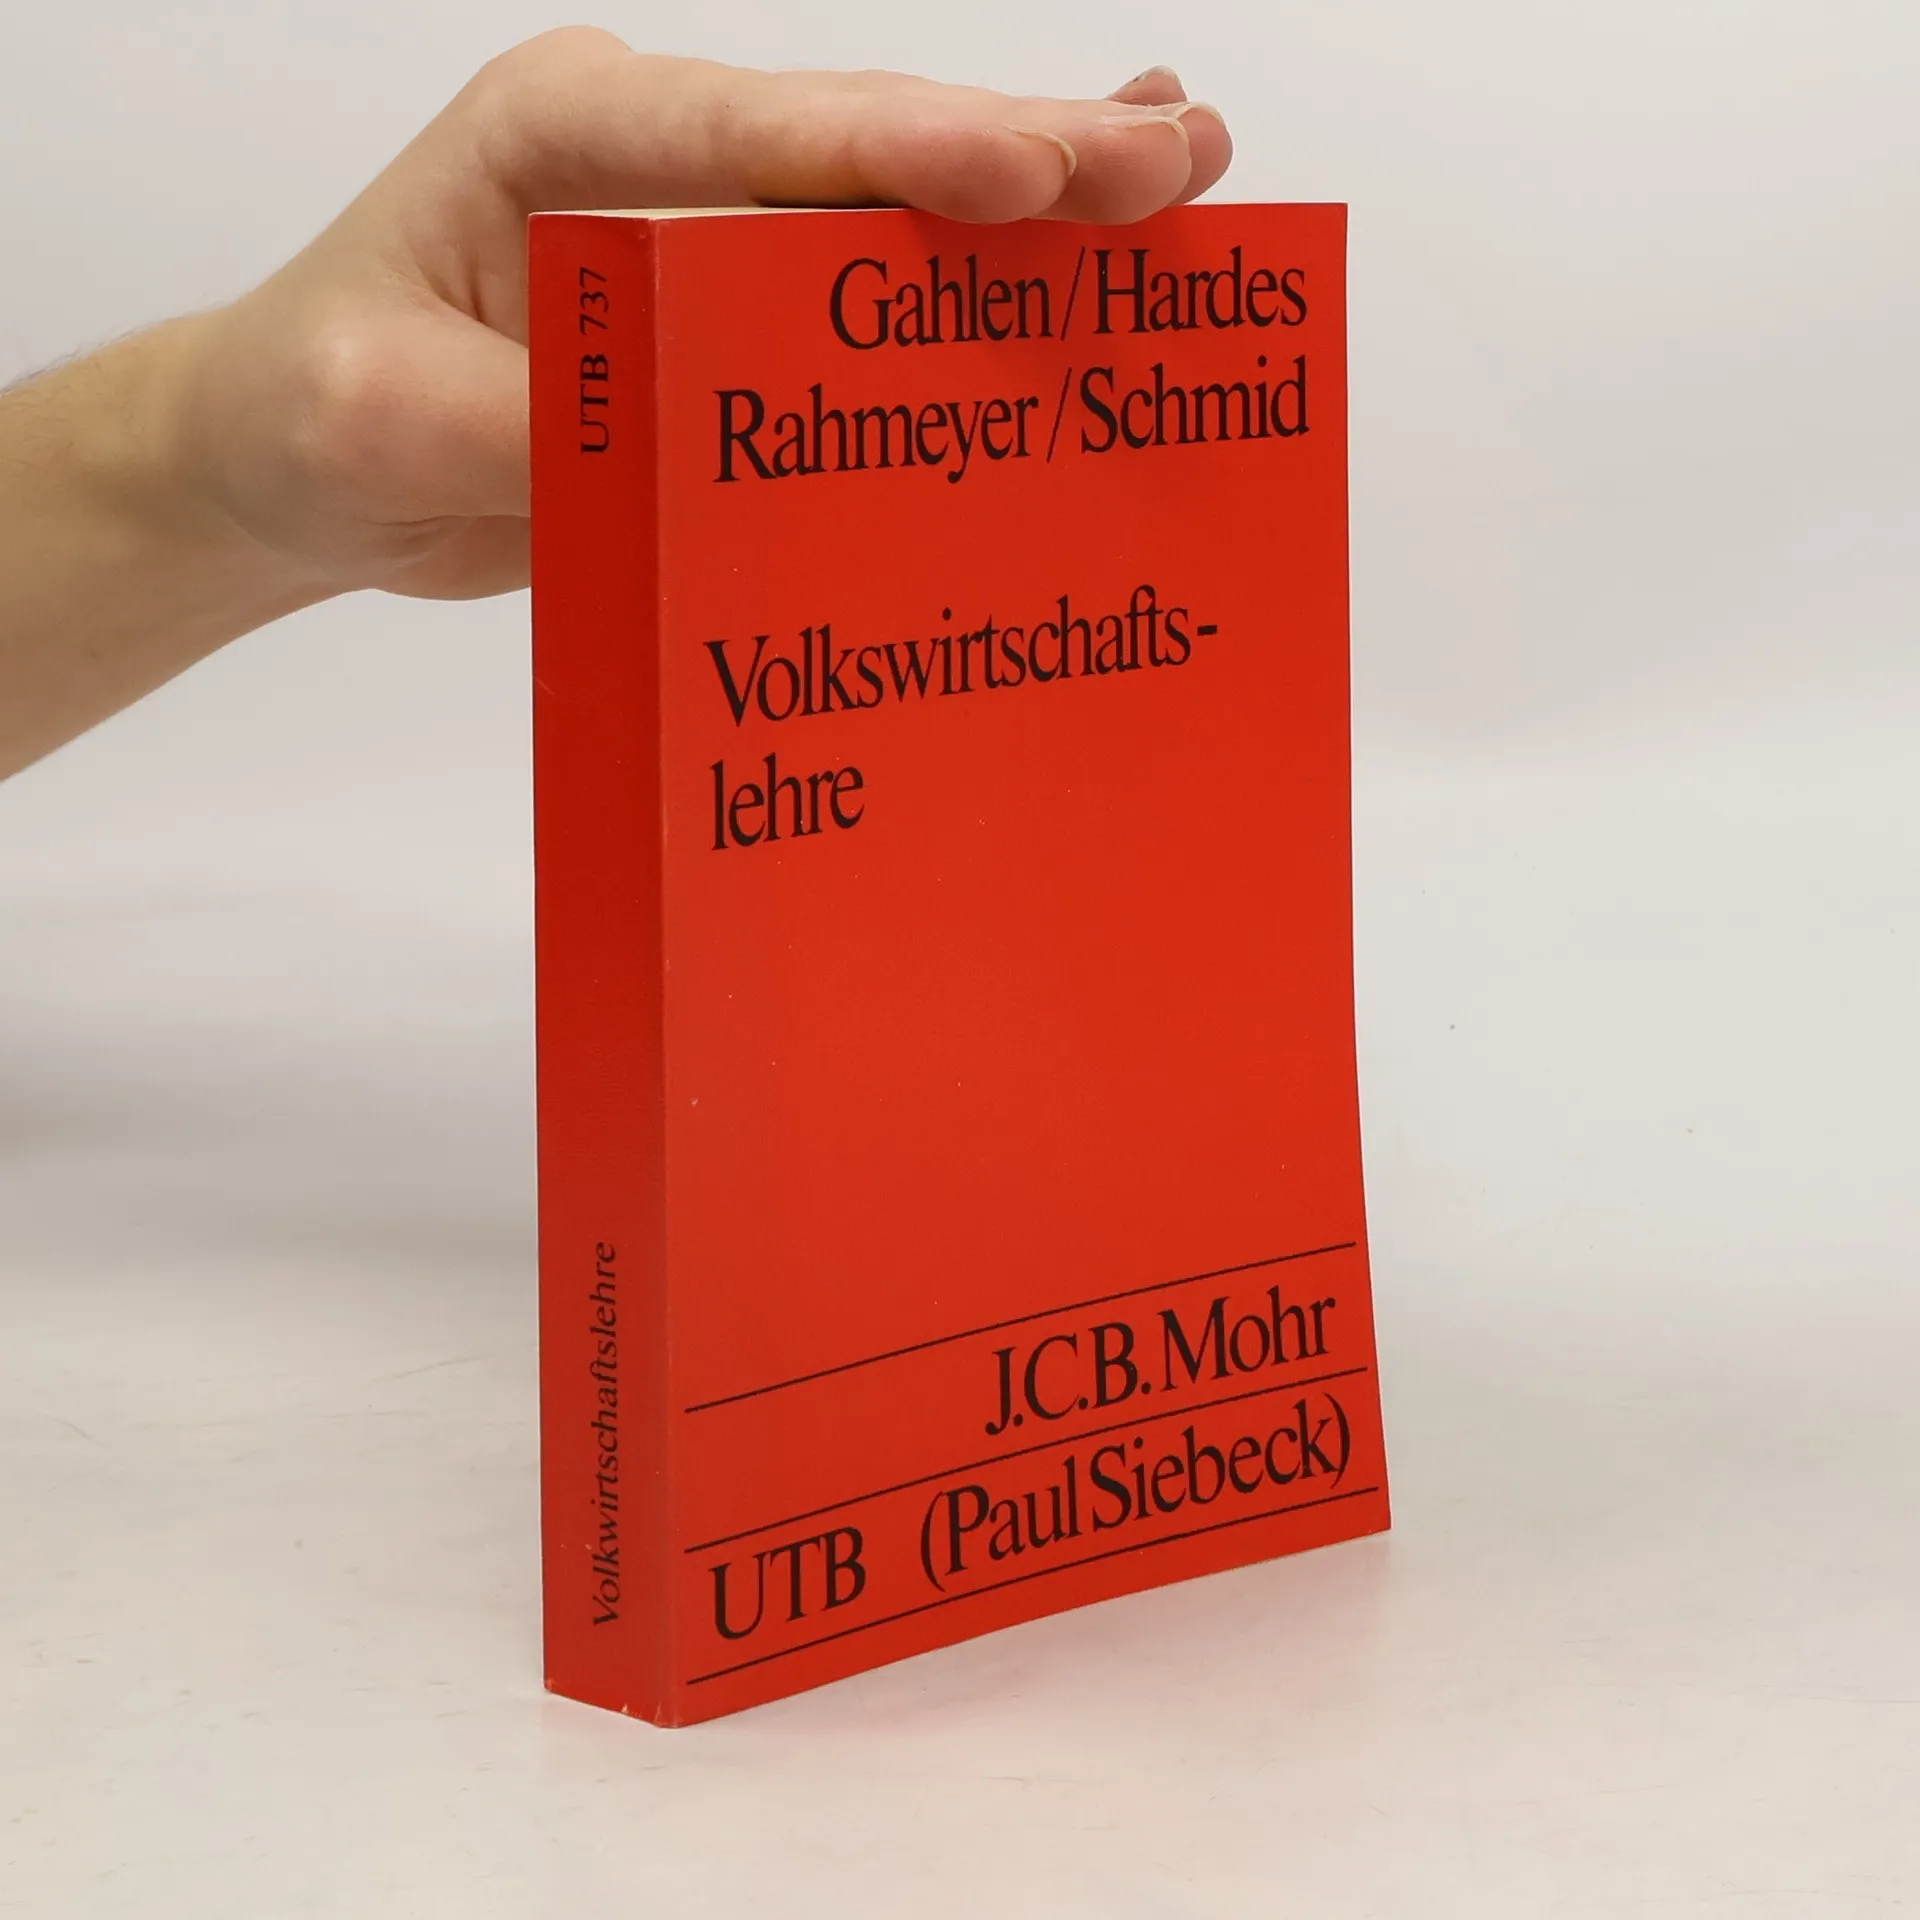 Gahlen/Hardes
Rahmeyer/Schmid
Volkswirtschafts-
lehre
J.C.B. Mohr
UTB (Paul Siebeck)
UTB 737
Volkwirtschaftslehre